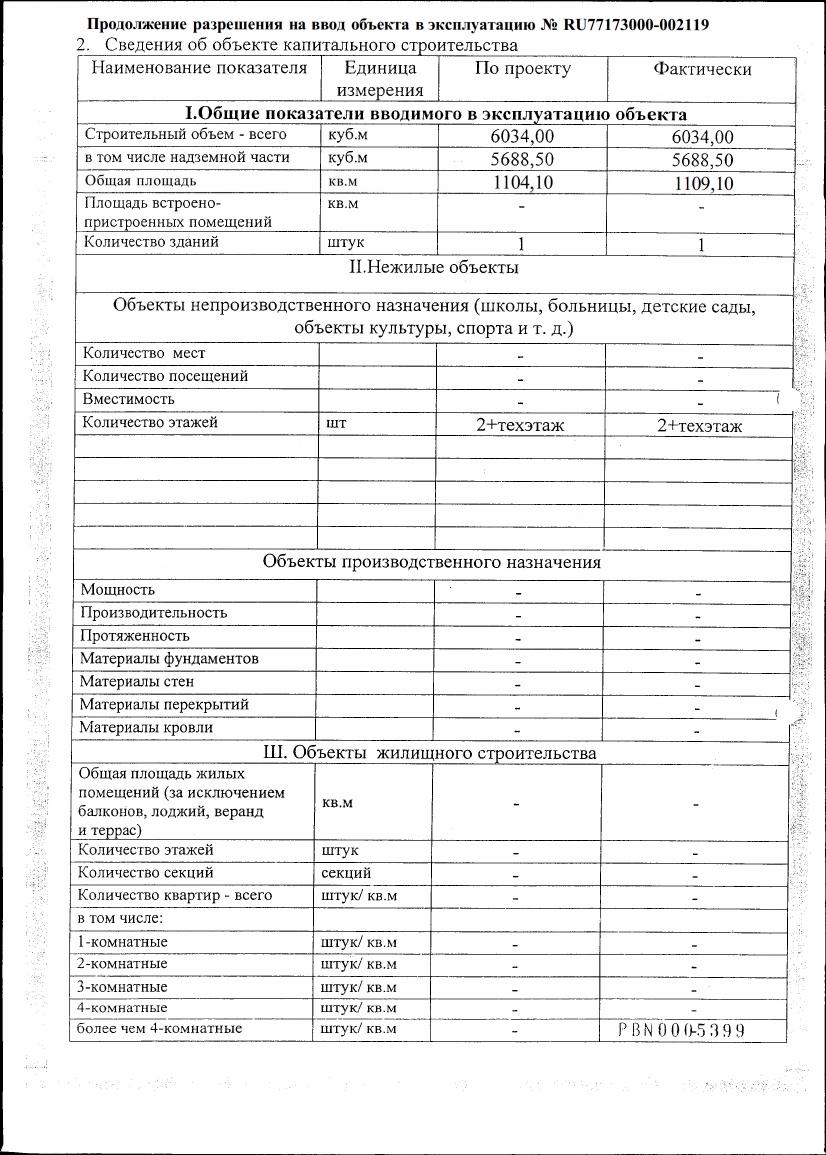 Продолжение разрешения на ввод объекта в эксплуатацию № RU77173000-002119
2. Сведения об объекте капитального строительства
Наименование показателя Единица измерения По проекту Фактически
I.Общие показатели вводимого в эксплуатацию объекта
Строительный объем - всего куб.м 6034,00 6034,00
в том числе надземной части куб.м 5688,50 5688,50
Общая площадь кв.м 1104,10 1109,10
Площадь встроено- кв.м - -
пристроенных помещений
Количество зданий штук 1 1
II.Нежилые объекты
Объекты непроизводственного назначения (школы, больницы, детские сады,
объекты культуры, спорта и т. д.)
Количество мест - -
Количество посещений - -
Вместимость - -
Количество этажей шт 2+техэтаж 2+техэтаж
Объекты производственного назначения
Мощность - -
Производительность - -
Протяженность - -
Материалы фундаментов - -
Материалы стен - -
Материалы перекрытий - -
Материалы кровли - -
Ш. Объекты жилищного строительства
Общая площадь жилых
помещений (за исключением
балконов, лоджий, веранд кв.м - -
и террас)
Количество этажей штук - -
Количество секций секций - -
Количество квартир - всего штук/ кв.м - -
в том числе:
1-комнатные штук/ кв.м - -
2-комнатные штук/ кв.м - -
3-комнатные штук/ кв.м - -
4-комнатные штук/ кв.м - -
более чем 4-комнатные штук/ кв.м - PBN000-5399